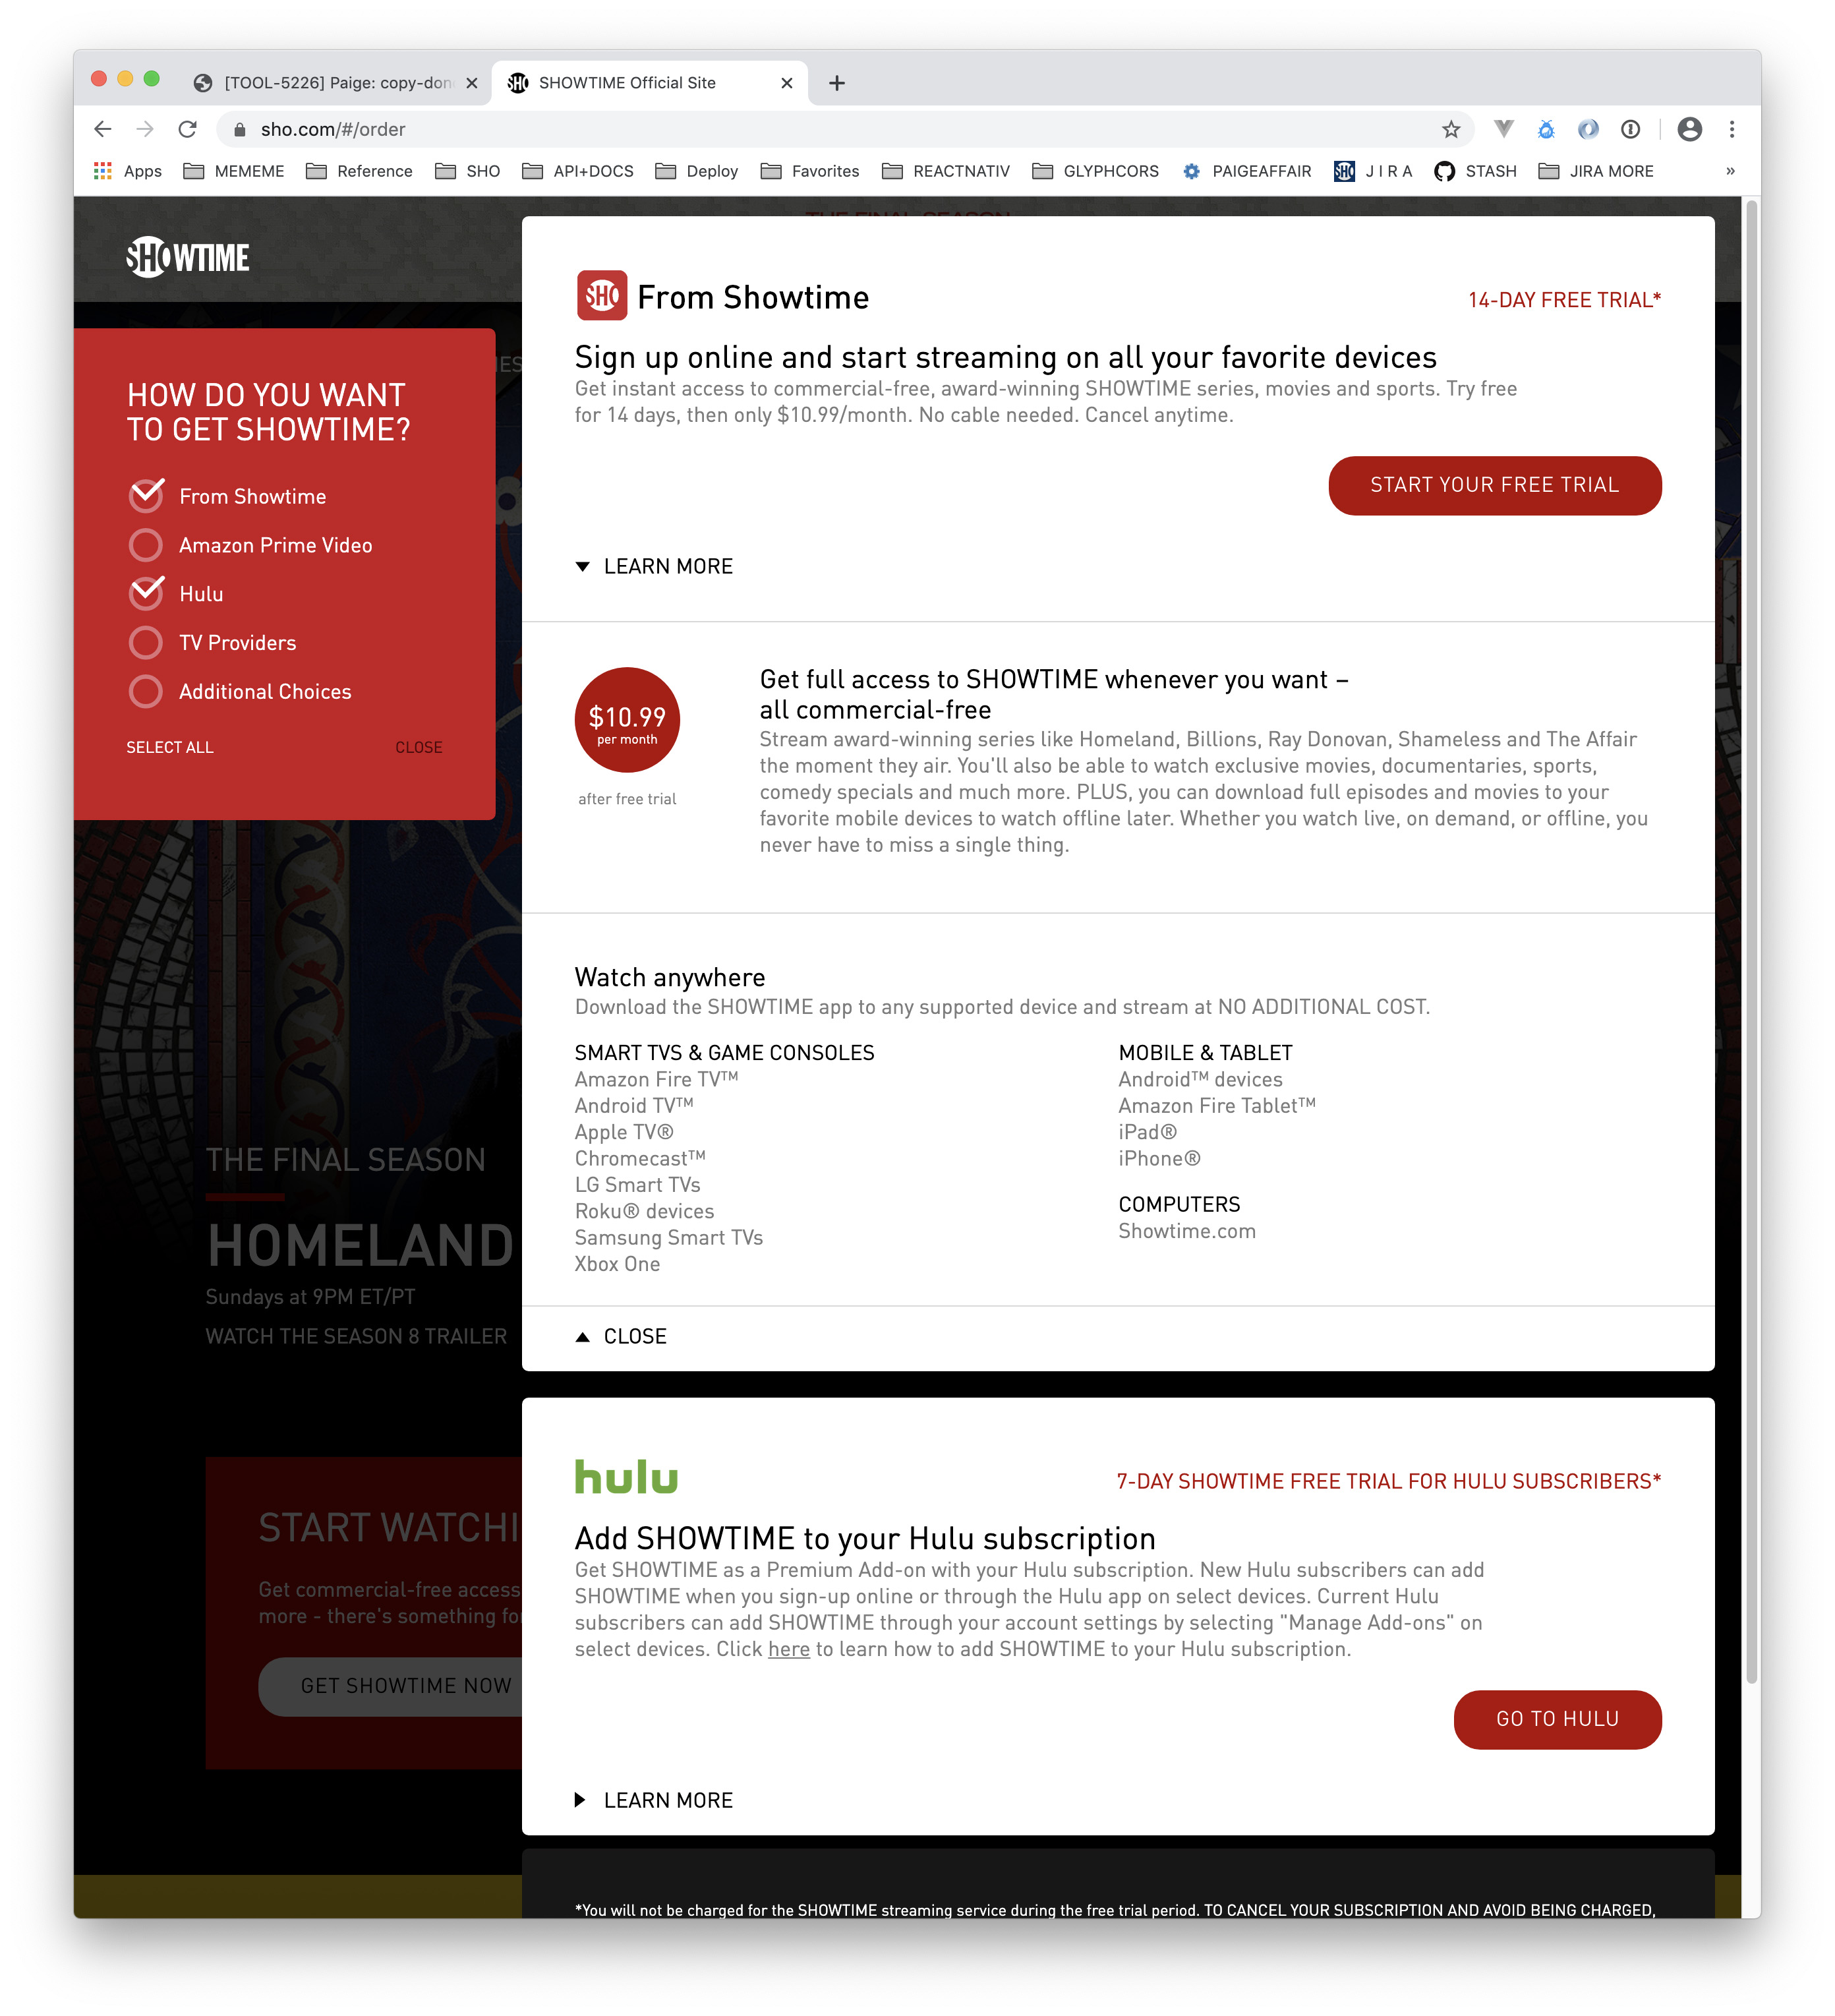 [TOOL-5226] Paige: copy-don
SHO SHOWTIME Official Site
sho.com/#/order
Apps MEMEME Reference SHO API+DOCS Deploy Favorites REACTNATIV GLYPHCORS PAIGEAFFAIR SHO J I R A STASH JIRA MORE »
THE FINAL SEASON
SHOWTIME
HOW DO YOU WANT
TO GET SHOWTIME?
From Showtime
Amazon Prime Video
Hulu
TV Providers
Additional Choices
SELECT ALL
CLOSE
SHO From Showtime
14-DAY FREE TRIAL*
Sign up online and start streaming on all your favorite devices
Get instant access to commercial-free, award-winning SHOWTIME series, movies and sports. Try free
for 14 days, then only $10.99/month. No cable needed. Cancel anytime.
START YOUR FREE TRIAL
LEARN MORE
$10.99
per month
after free trial
Get full access to SHOWTIME whenever you want –
all commercial-free
Stream award-winning series like Homeland, Billions, Ray Donovan, Shameless and The Affair
the moment they air. You'll also be able to watch exclusive movies, documentaries, sports,
comedy specials and much more. PLUS, you can download full episodes and movies to your
favorite mobile devices to watch offline later. Whether you watch live, on demand, or offline, you
never have to miss a single thing.
Watch anywhere
Download the SHOWTIME app to any supported device and stream at NO ADDITIONAL COST.
SMART TVS & GAME CONSOLES
Amazon Fire TV™
Android TV™
Apple TV®
Chromecast™
LG Smart TVs
Roku® devices
Samsung Smart TVs
Xbox One
MOBILE & TABLET
Android™ devices
Amazon Fire Tablet™
iPad®
iPhone®
COMPUTERS
Showtime.com
CLOSE
THE FINAL SEASON
HOMELAND
Sundays at 9PM ET/PT
WATCH THE SEASON 8 TRAILER
START WATCHI
Get commercial-free access
more - there's something fo
GET SHOWTIME NOW
hulu
7-DAY SHOWTIME FREE TRIAL FOR HULU SUBSCRIBERS*
Add SHOWTIME to your Hulu subscription
Get SHOWTIME as a Premium Add-on with your Hulu subscription. New Hulu subscribers can add
SHOWTIME when you sign-up online or through the Hulu app on select devices. Current Hulu
subscribers can add SHOWTIME through your account settings by selecting "Manage Add-ons" on
select devices. Click here to learn how to add SHOWTIME to your Hulu subscription.
GO TO HULU
LEARN MORE
*You will not be charged for the SHOWTIME streaming service during the free trial period. TO CANCEL YOUR SUBSCRIPTION AND AVOID BEING CHARGED,